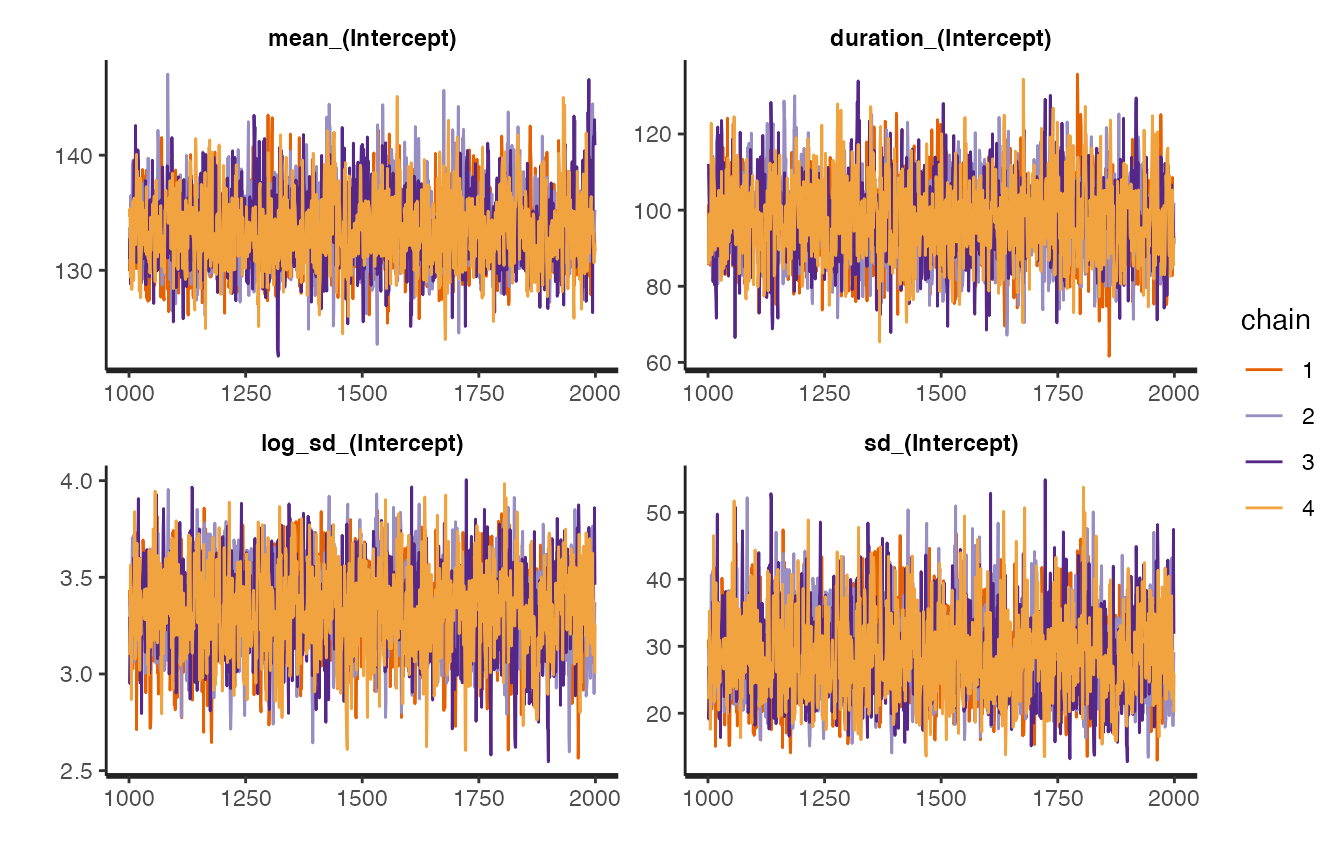 mean_(Intercept)
140
130
1000 1250 1500 1750 2000
duration_(Intercept)
120
100
80
60
1000 1250 1500 1750 2000
log_sd_(Intercept)
4.0
3.5
3.0
2.5
1000 1250 1500 1750 2000
sd_(Intercept)
50
40
30
20
1000 1250 1500 1750 2000
chain
1
2
3
4